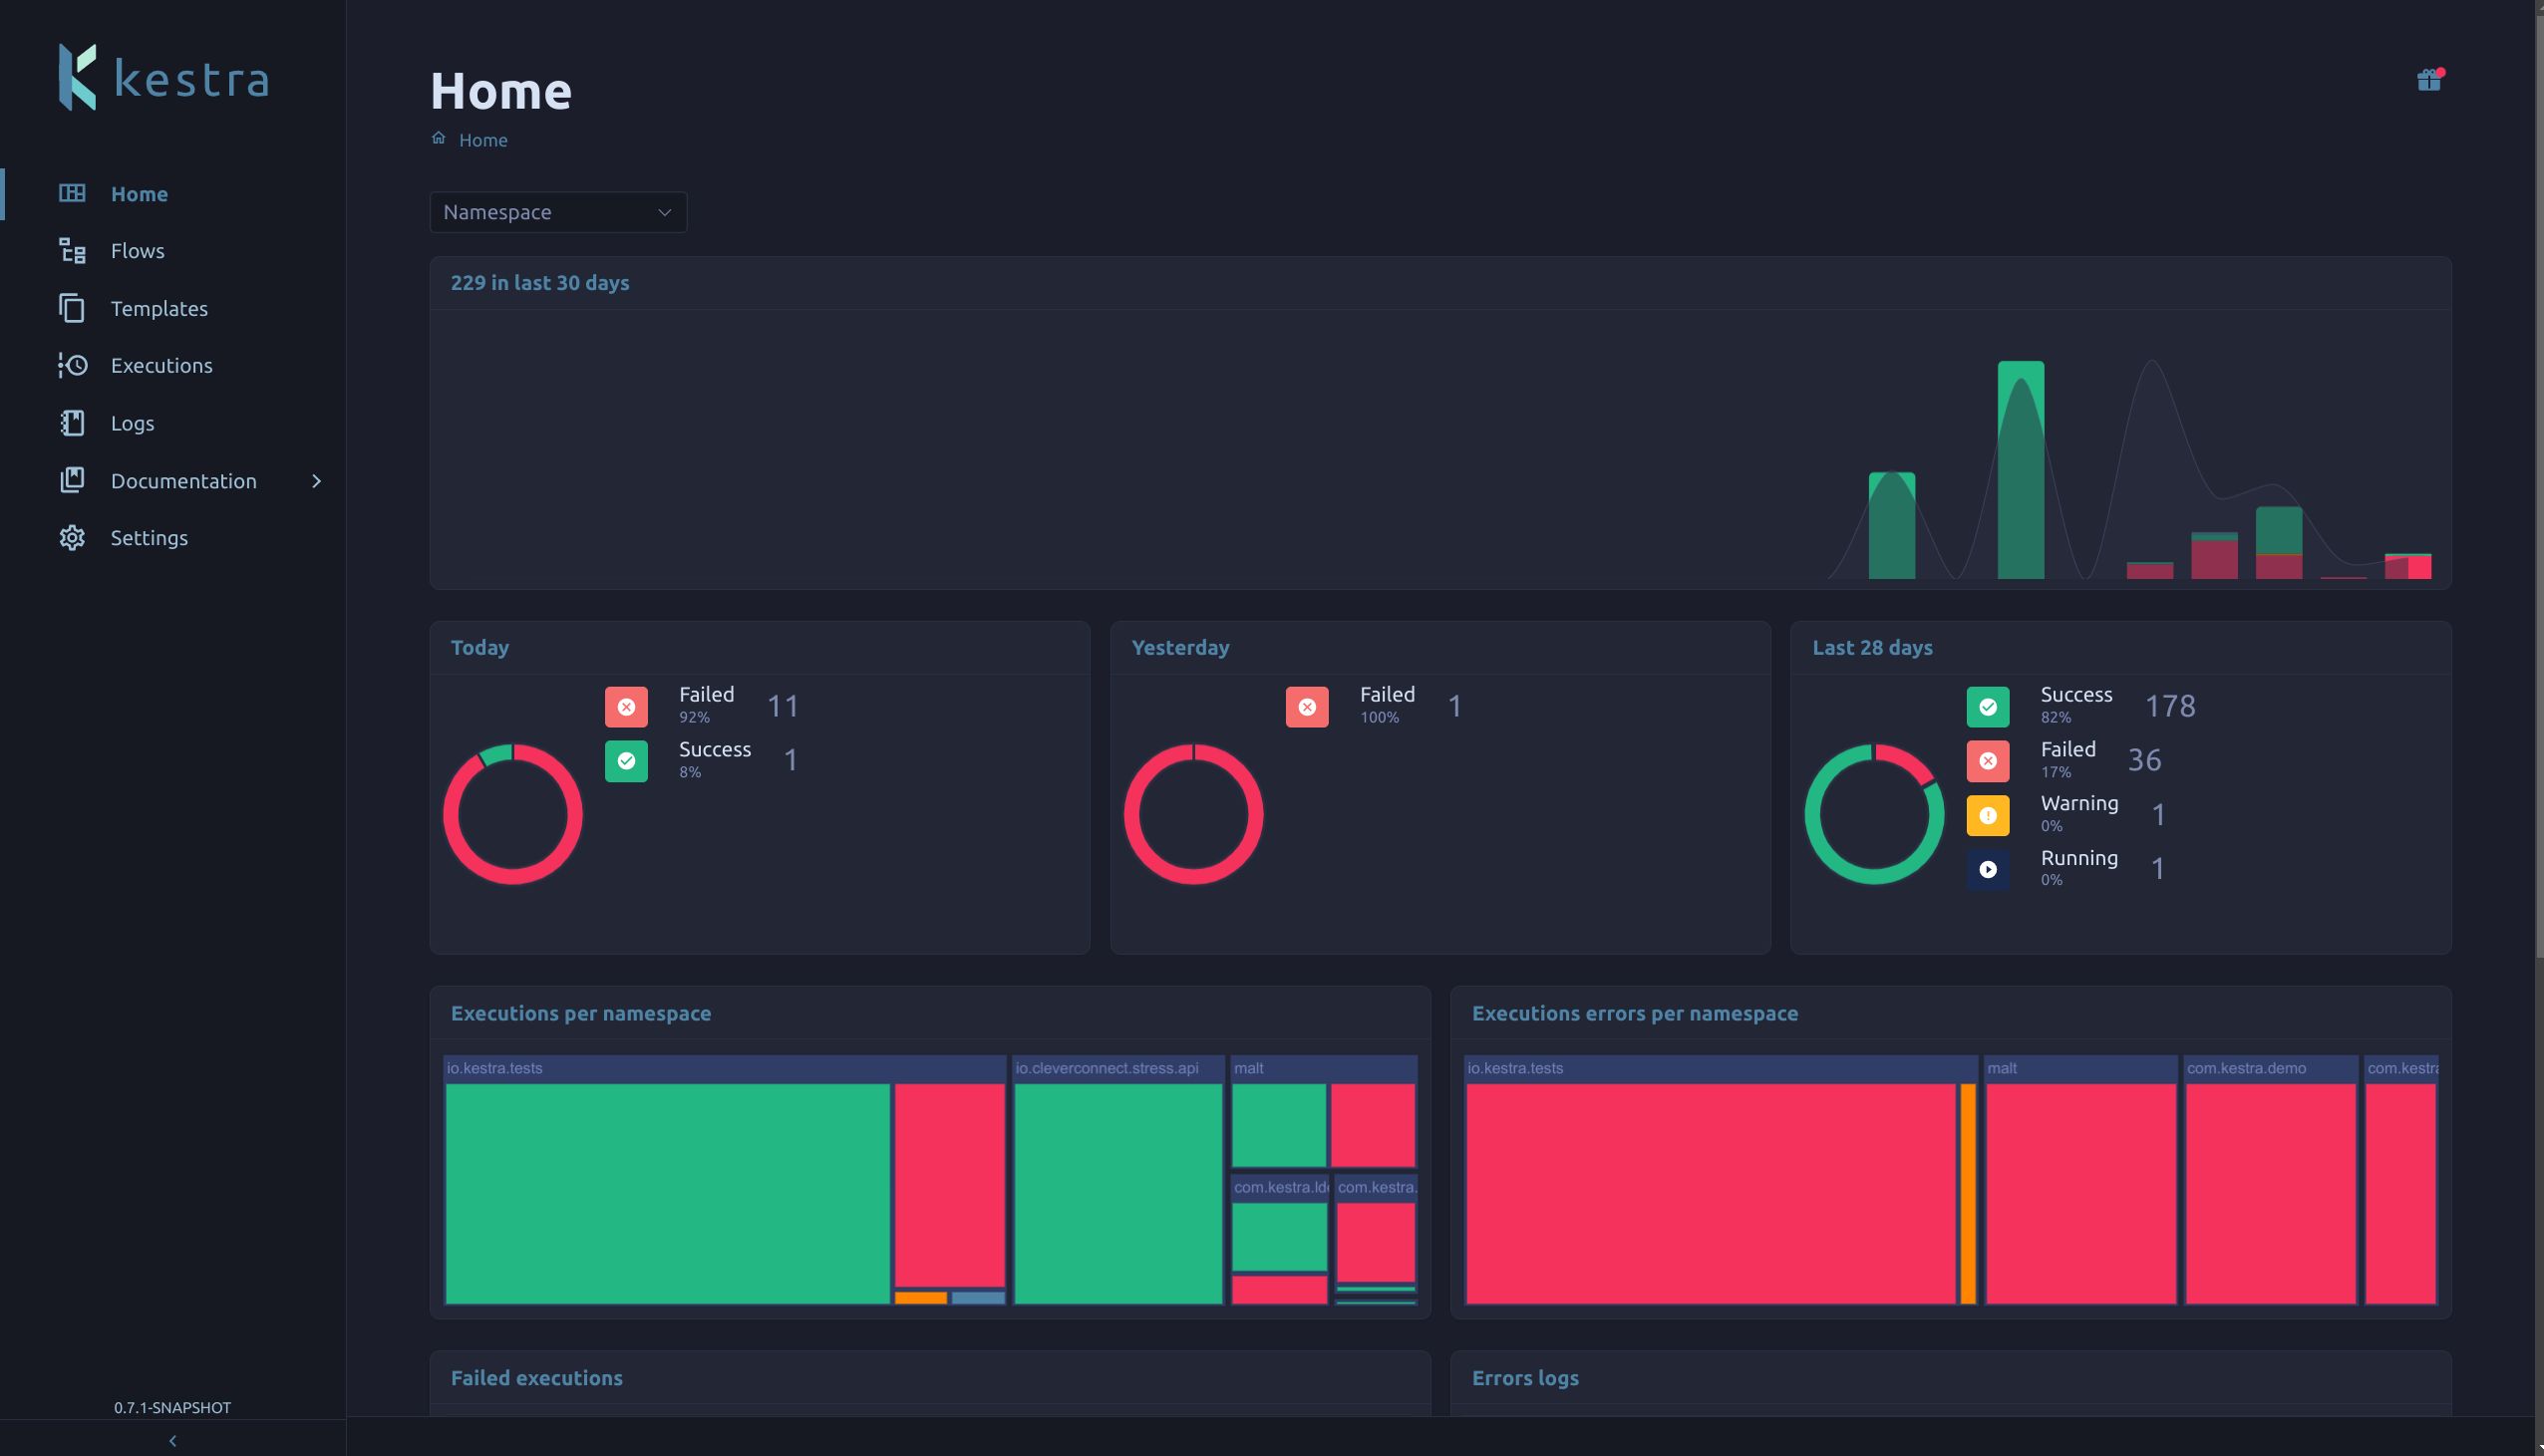 kestra
Home
Flows
Templates
Executions
Logs
Documentation
Settings
0.7.1-SNAPSHOT
Home
Home
Namespace
229 in last 30 days
Today
Failed 11
92%
Success 1
8%
Yesterday
Failed 1
100%
Last 28 days
Success 178
82%
Failed 36
17%
Warning 1
0%
Running 1
0%
Executions per namespace
io.kestra.tests
io.cleverconnect.stress.api
malt
com.kestra.lde
com.kestra.
Executions errors per namespace
io.kestra.tests
malt
com.kestra.demo
com.kestra
Failed executions
Errors logs